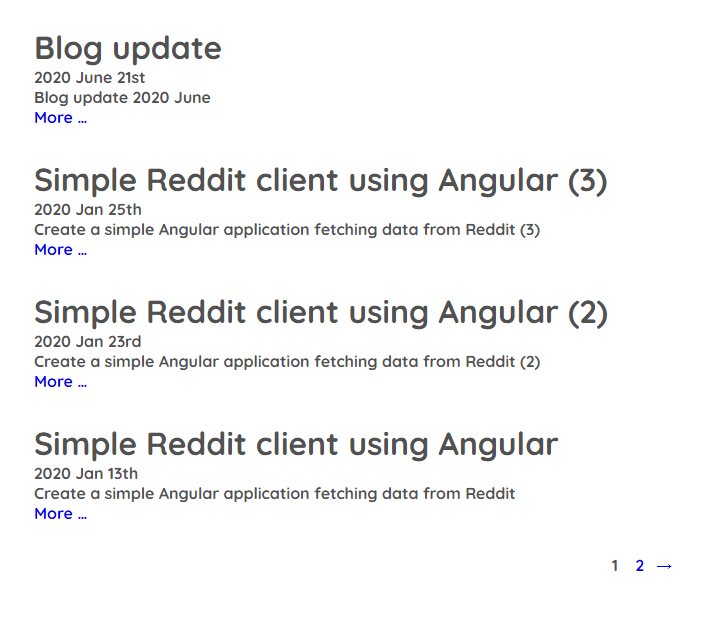 Blog update
2020 June 21st
Blog update 2020 June
More ...
Simple Reddit client using Angular (3)
2020 Jan 25th
Create a simple Angular application fetching data from Reddit (3)
More ...
Simple Reddit client using Angular (2)
2020 Jan 23rd
Create a simple Angular application fetching data from Reddit (2)
More ...
Simple Reddit client using Angular
2020 Jan 13th
Create a simple Angular application fetching data from Reddit
More ...
1 2 →